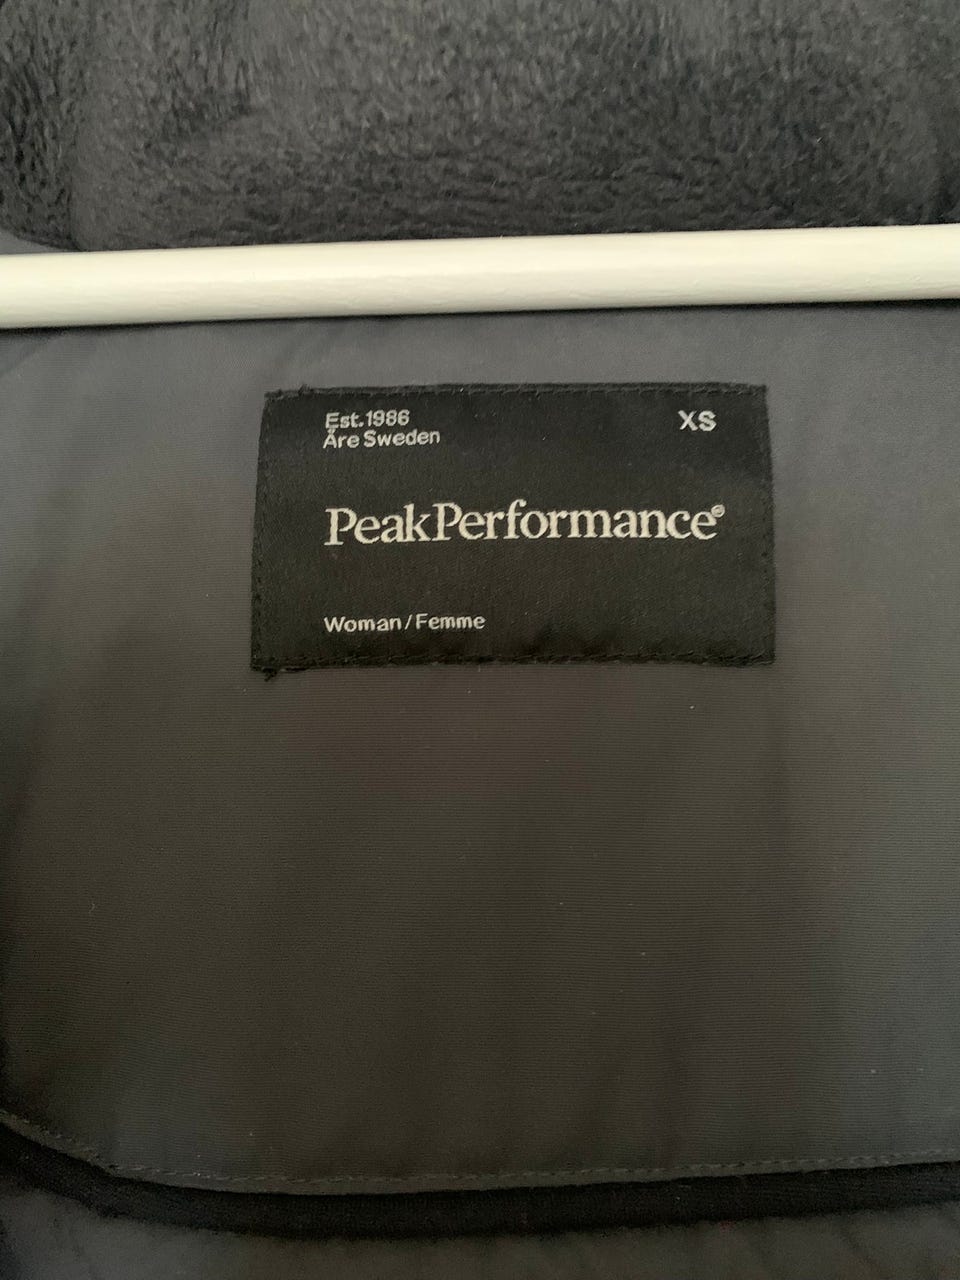 Est.1986
Åre Sweden
XS
PeakPerformance®
Woman/Femme